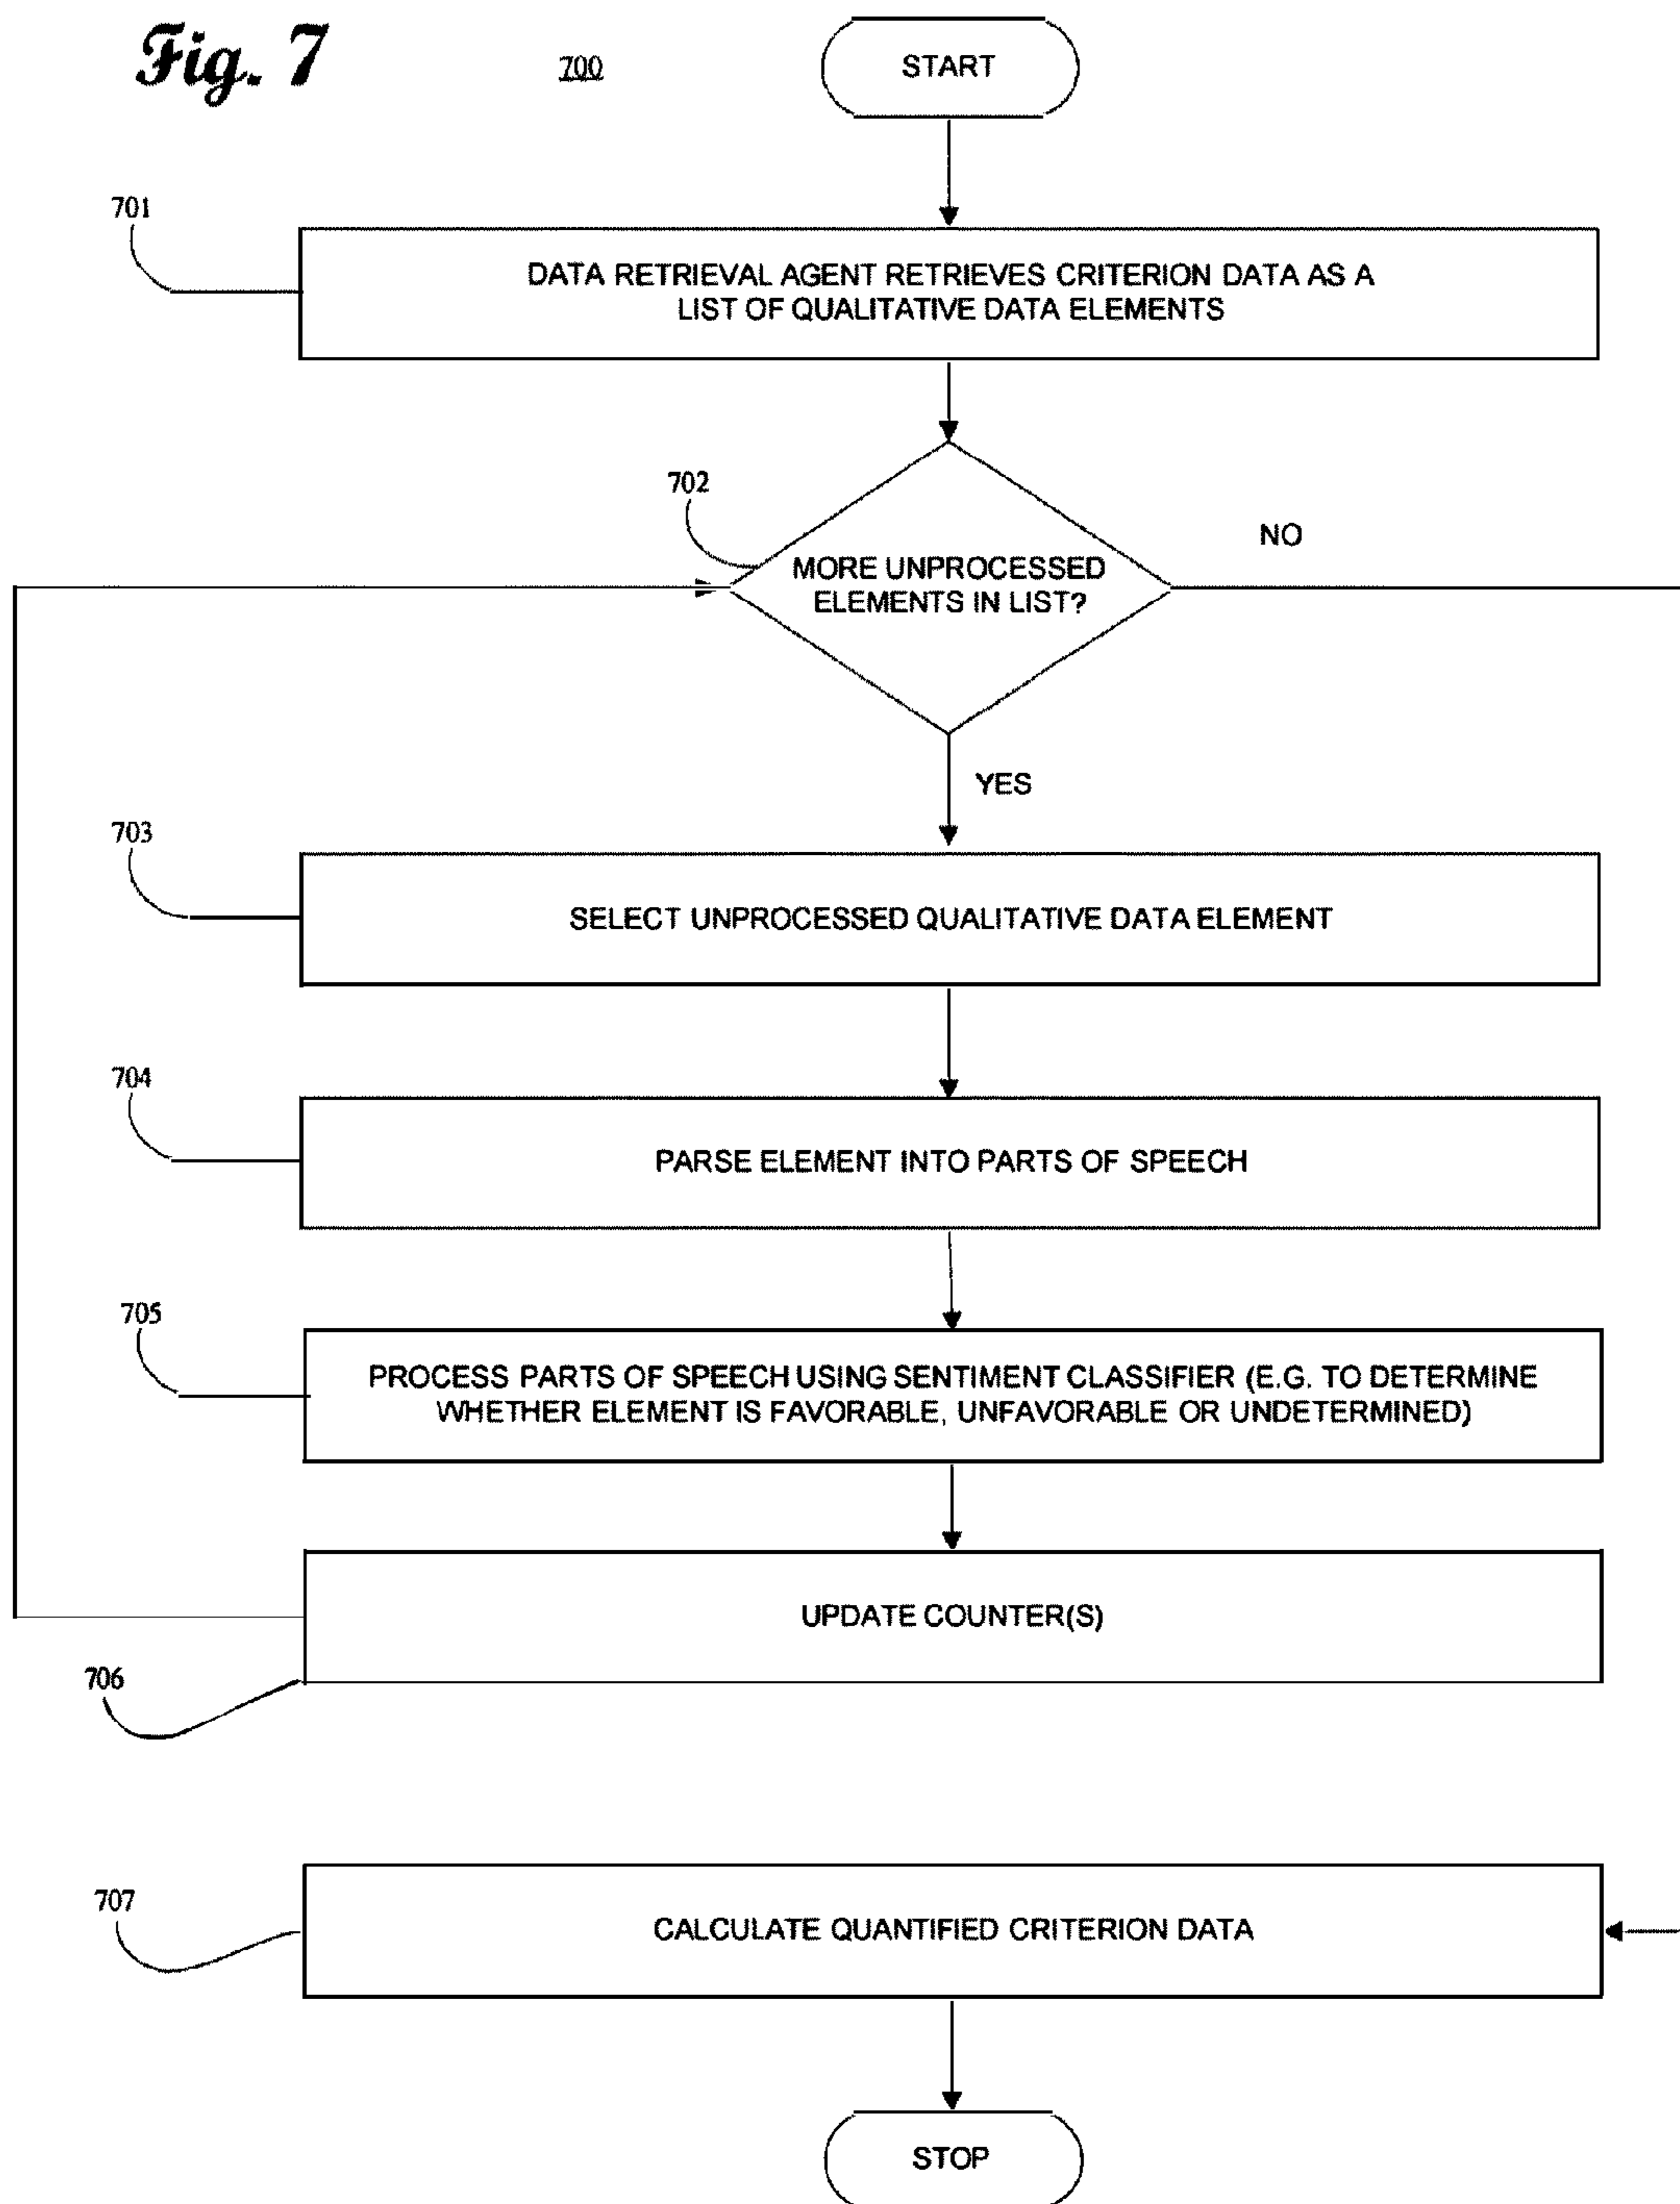 Fig. 7
700
START
701
DATA RETRIEVAL AGENT RETRIEVES CRITERION DATA AS A
LIST OF QUALITATIVE DATA ELEMENTS
702
MORE UNPROCESSED
ELEMENTS IN LIST?
NO
YES
703
SELECT UNPROCESSED QUALITATIVE DATA ELEMENT
704
PARSE ELEMENT INTO PARTS OF SPEECH
705
PROCESS PARTS OF SPEECH USING SENTIMENT CLASSIFIER (E.G. TO DETERMINE
WHETHER ELEMENT IS FAVORABLE, UNFAVORABLE OR UNDETERMINED)
UPDATE COUNTER(S)
706
707
CALCULATE QUANTIFIED CRITERION DATA
STOP